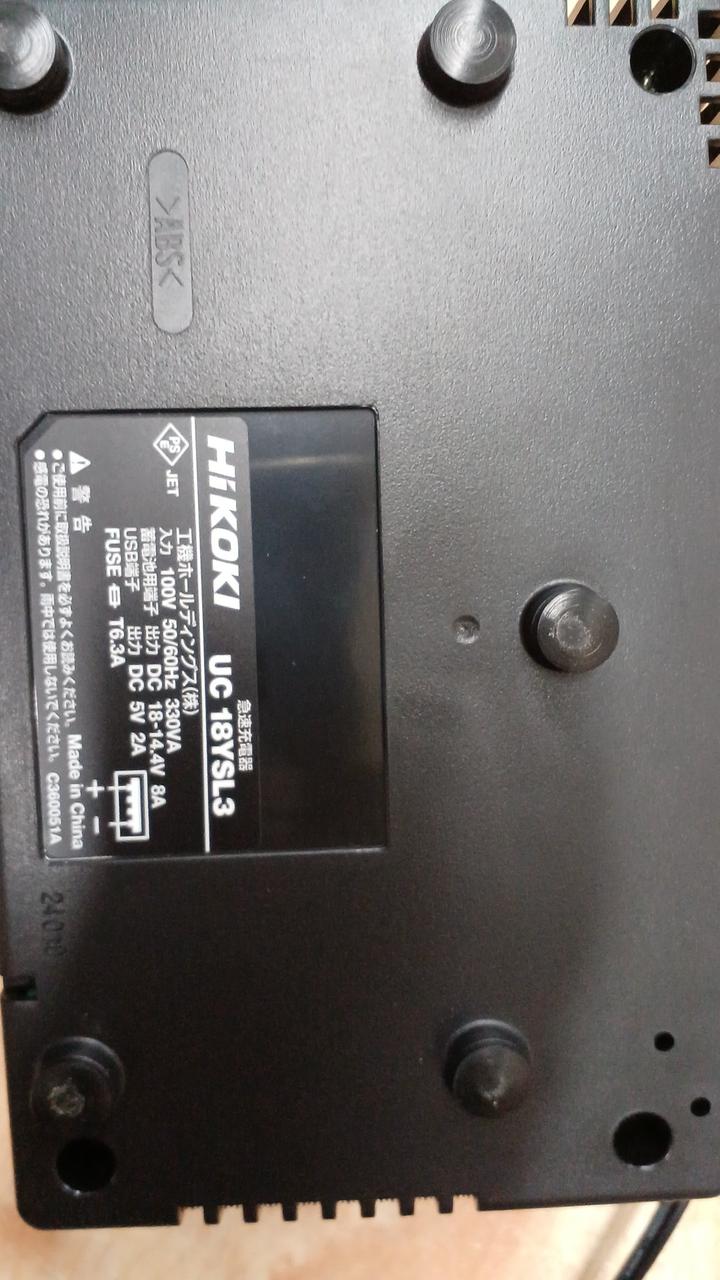 >ABS<
HiKOKI 急速充電器
UC 18YSL3
PS
E
JET
工機ホールディングス(株)
入力 100V 50/60Hz 330VA
蓄電池用端子 出力 DC 18-14.4V 8A
USB端子 出力 DC 5V 2A
FUSE T6.3A
+ −
警告
●ご使用前に取扱説明書を必ずよくお読みください。 Made in China
●感電の恐れがあります。雨中では使用しないでください。 C360051A